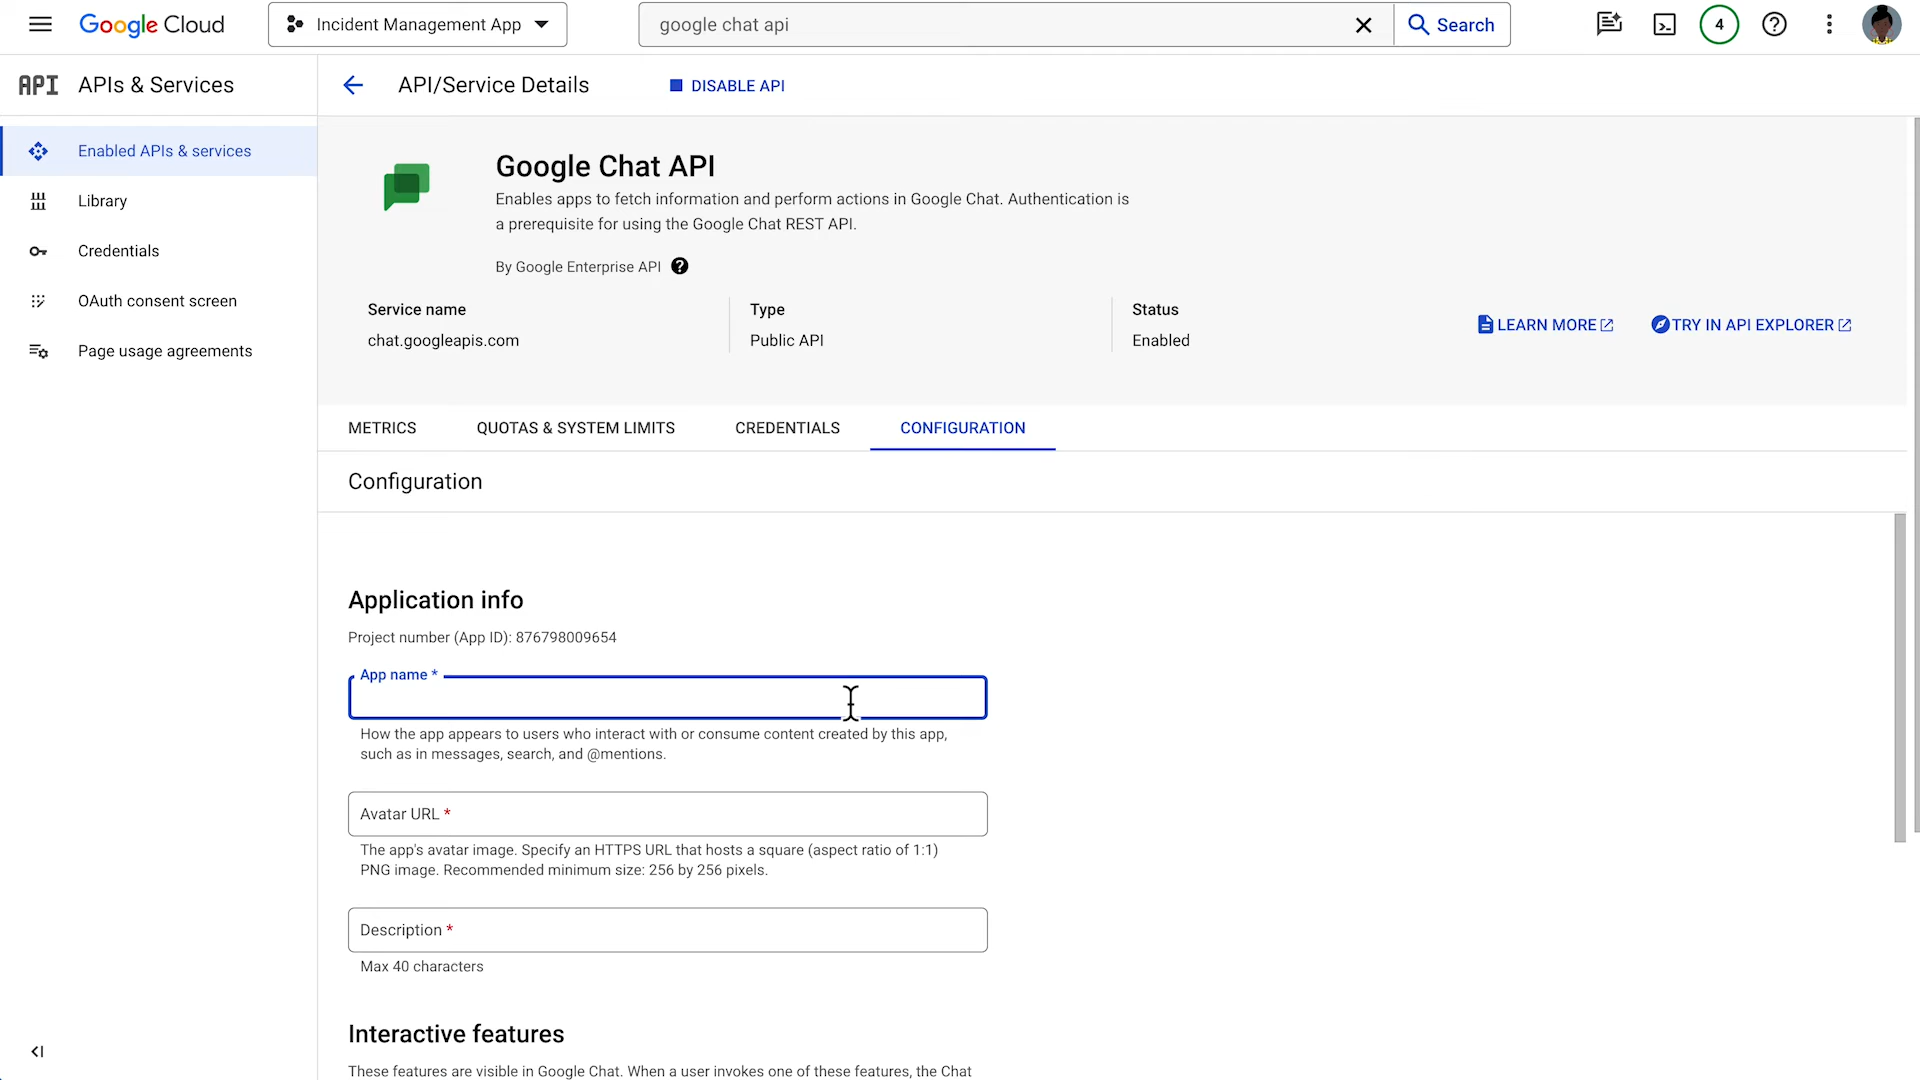 Google Cloud
Incident Management App
google chat api
Search
4
API
APIs & Services
API/Service Details
DISABLE API
Enabled APIs & services
Library
Credentials
OAuth consent screen
Page usage agreements
Google Chat API
Enables apps to fetch information and perform actions in Google Chat. Authentication is
a prerequisite for using the Google Chat REST API.
By Google Enterprise API
Service name
chat.googleapis.com
Type
Public API
Status
Enabled
LEARN MORE
TRY IN API EXPLORER
METRICS
QUOTAS & SYSTEM LIMITS
CREDENTIALS
CONFIGURATION
Configuration
Application info
Project number (App ID): 876798009654
App name *
How the app appears to users who interact with or consume content created by this app,
such as in messages, search, and @mentions.
Avatar URL *
The app's avatar image. Specify an HTTPS URL that hosts a square (aspect ratio of 1:1)
PNG image. Recommended minimum size: 256 by 256 pixels.
Description *
Max 40 characters
Interactive features
These features are visible in Google Chat. When a user invokes one of these features, the Chat